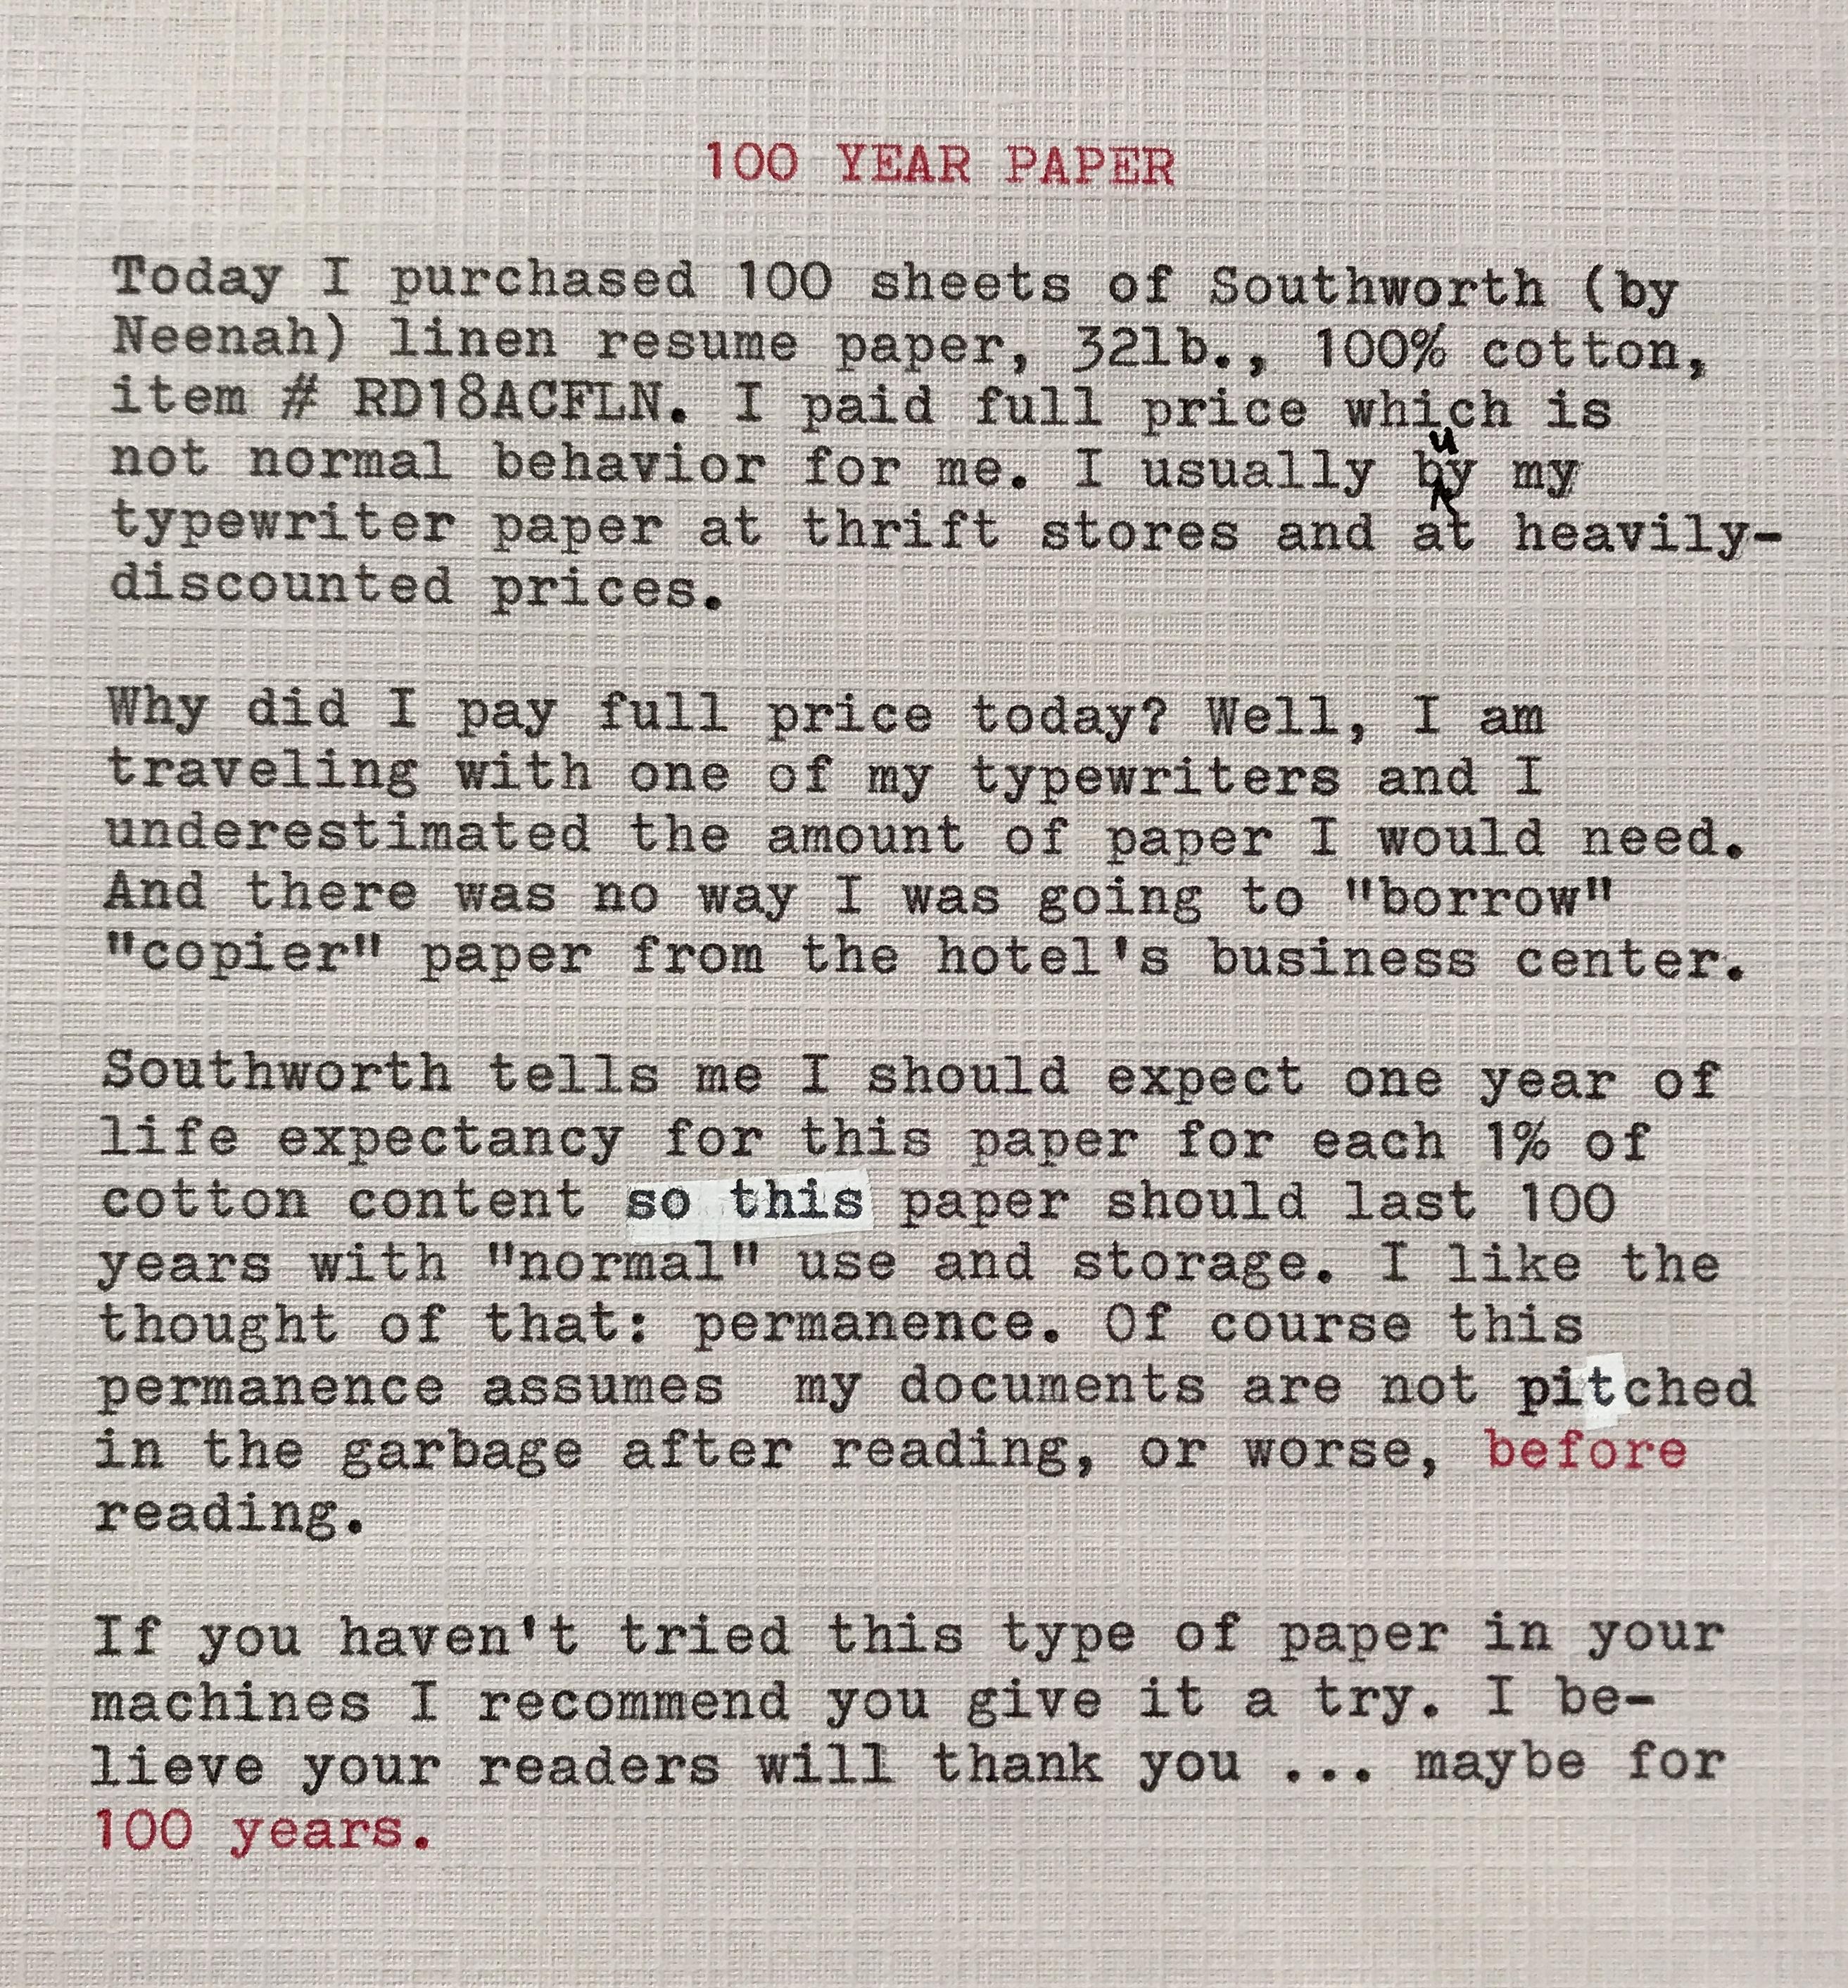 100 YEAR PAPER
Today I purchased 100 sheets of Southworth (by
Neenah) linen resume paper, 32lb., 100% cotton,
item # RD18ACFLN. I paid full price which is
not normal behavior for me. I usually buy my
typewriter paper at thrift stores and at heavily-
discounted prices.
Why did I pay full price today? Well, I am
traveling with one of my typewriters and I
underestimated the amount of paper I would need.
And there was no way I was going to "borrow"
"copier" paper from the hotel's business center.
Southworth tells me I should expect one year of
life expectancy for this paper for each 1% of
cotton content so this paper should last 100
years with "normal" use and storage. I like the
thought of that: permanence. Of course this
permanence assumes  my documents are not pitched
in the garbage after reading, or worse, before
reading.
If you haven't tried this type of paper in your
machines I recommend you give it a try. I be-
lieve your readers will thank you ... maybe for
100 years.